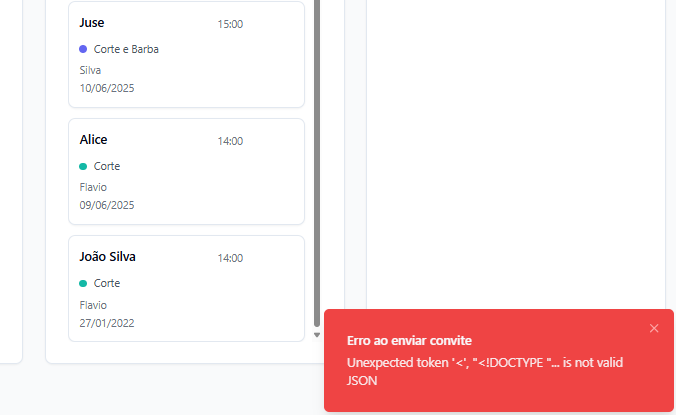 Juse 15:00
Corte e Barba
Silva
10/06/2025
Alice 14:00
Corte
Flavio
09/06/2025
João Silva 14:00
Corte
Flavio
27/01/2022
Erro ao enviar convite
Unexpected token '<', "<!DOCTYPE "... is not valid
JSON